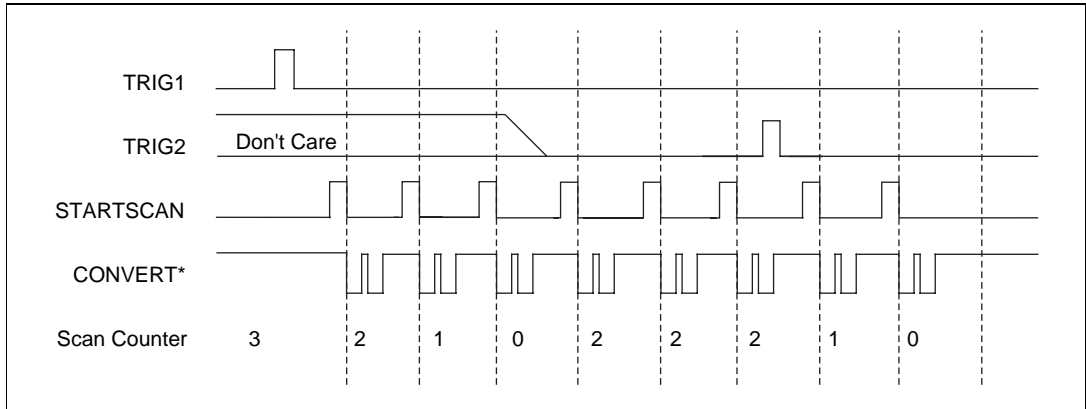 TRIG1
TRIG2 Don't Care
STARTSCAN
CONVERT*
Scan Counter 3 2 1 0 2 2 2 1 0